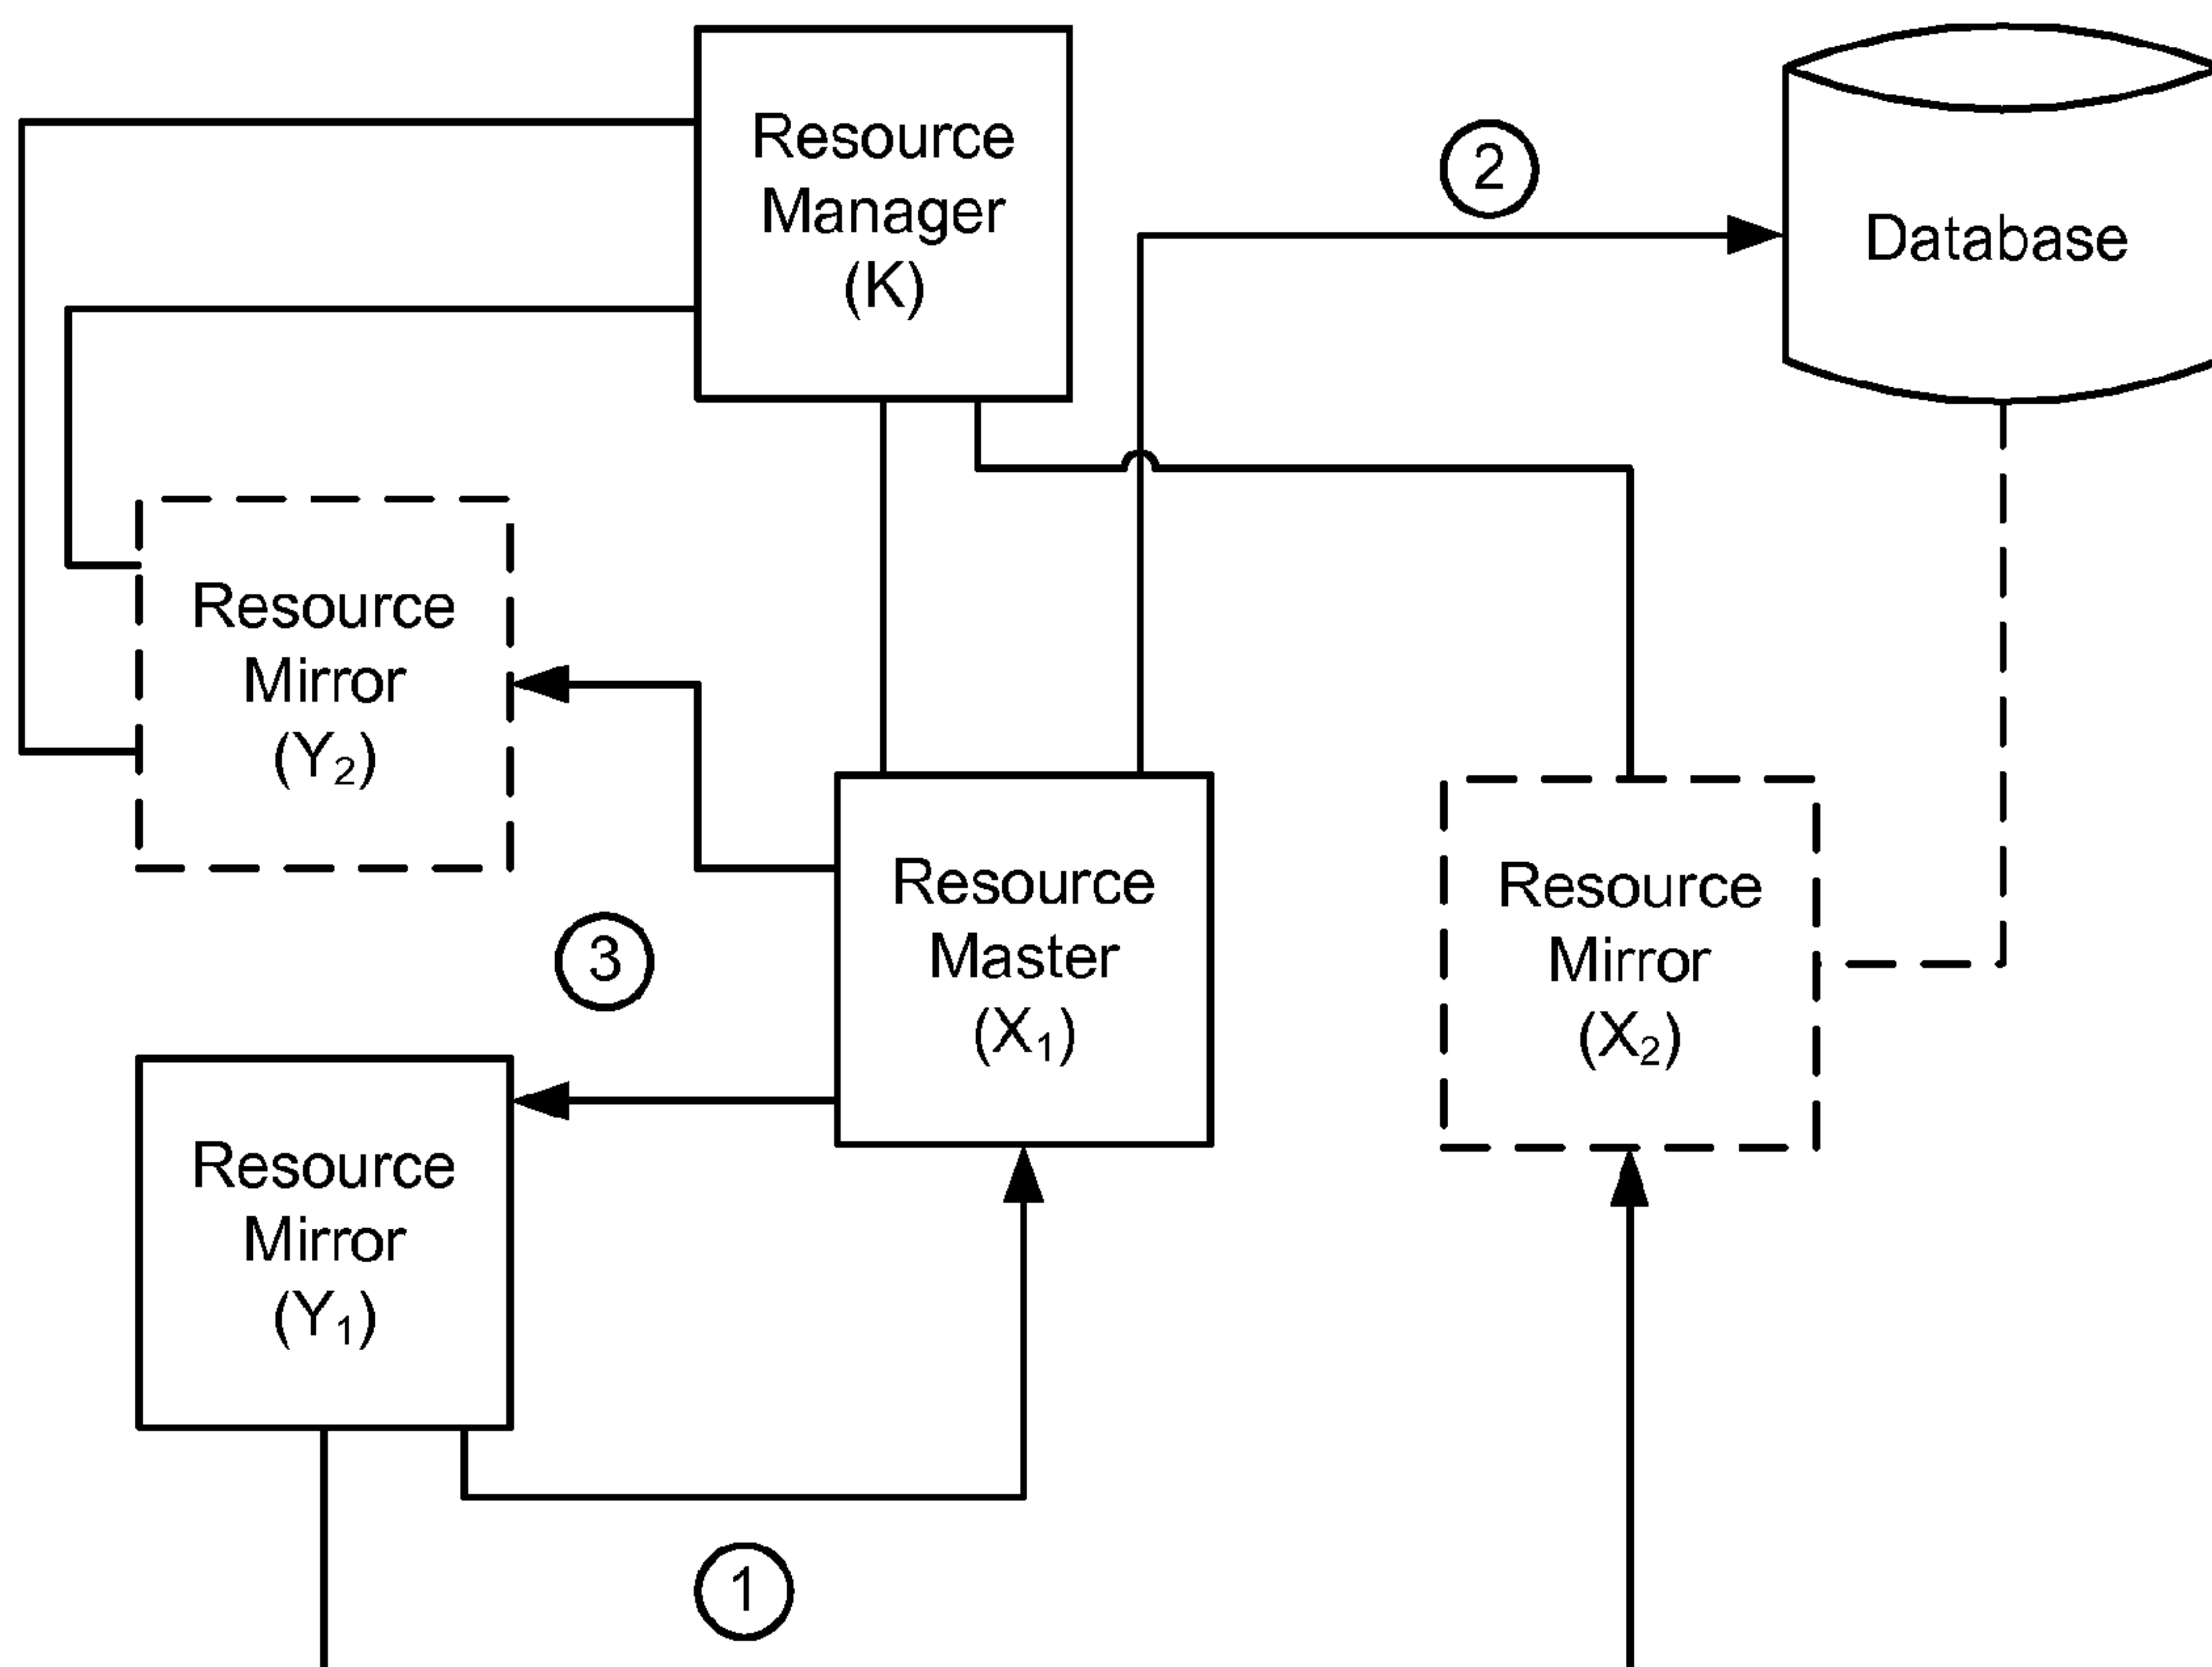 Resource
Manager
(K)
2
Database
Resource
Mirror
(Y₂)
Resource
Master
(X₁)
Resource
Mirror
(X₂)
3
Resource
Mirror
(Y₁)
1